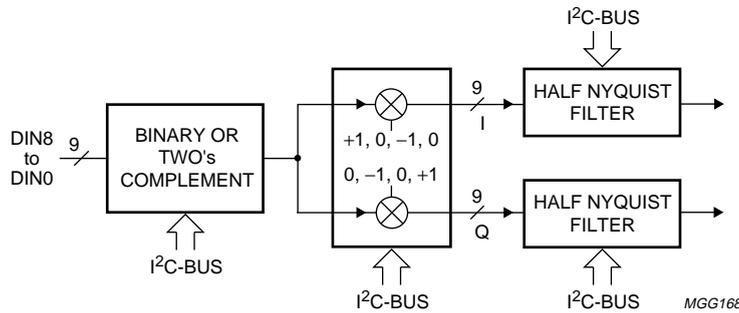 I²C-BUS
DIN8
to
DIN0
9
BINARY OR
TWO's
COMPLEMENT
I²C-BUS
+1, 0, −1, 0
0, −1, 0, +1
I²C-BUS
9
I
HALF NYQUIST
FILTER
9
Q
HALF NYQUIST
FILTER
I²C-BUS
MGG168